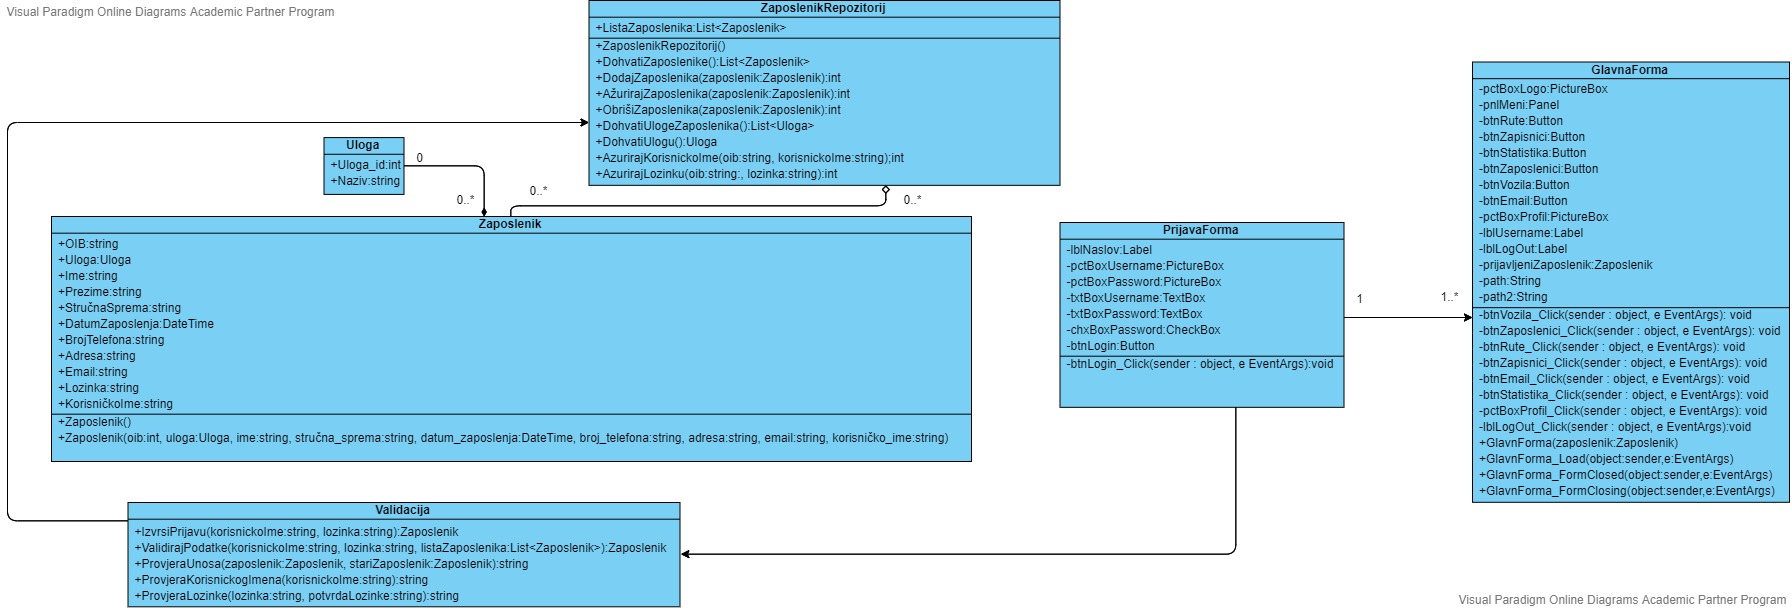 Visual Paradigm Online Diagrams Academic Partner Program
ZaposlenikRepozitorij
+ListaZaposlenika:List<Zaposlenik>
+ZaposlenikRepozitorij()
+DohvatiZaposlenike():List<Zaposlenik>
+DodajZaposlenika(zaposlenik:Zaposlenik):int
+AžurirajZaposlenika(zaposlenik:Zaposlenik):int
+ObrišiZaposlenika(zaposlenik:Zaposlenik):int
+DohvatiUlogeZaposlenika():List<Uloga>
+DohvatiUlogu():Uloga
+AzurirajKorisnickoIme(oib:string, korisnickoIme:string);int
+AzurirajLozinku(oib:string:, lozinka:string):int
Uloga
+Uloga_id:int
+Naziv:string
0
0..*
0..*
0..*
Zaposlenik
+OIB:string
+Uloga:Uloga
+Ime:string
+Prezime:string
+StručnaSprema:string
+DatumZaposlenja:DateTime
+BrojTelefona:string
+Adresa:string
+Email:string
+Lozinka:string
+KorisničkoIme:string
+Zaposlenik()
+Zaposlenik(oib:int, uloga:Uloga, ime:string, stručna_sprema:string, datum_zaposlenja:DateTime, broj_telefona:string, adresa:string, email:string, korisničko_ime:string)
Validacija
+IzvrsiPrijavu(korisnickoIme:string, lozinka:string):Zaposlenik
+ValidirajPodatke(korisnickoIme:string, lozinka:string, listaZaposlenika:List<Zaposlenik>):Zaposlenik
+ProvjeraUnosa(zaposlenik:Zaposlenik, stariZaposlenik:Zaposlenik):string
+ProvjeraKorisnickogImena(korisnickoIme:string):string
+ProvjeraLozinke(lozinka:string, potvrdaLozinke:string):string
PrijavaForma
-lblNaslov:Label
-pctBoxUsername:PictureBox
-pctBoxPassword:PictureBox
-txtBoxUsername:TextBox
-txtBoxPassword:TextBox
-chxBoxPassword:CheckBox
-btnLogin:Button
-btnLogin_Click(sender : object, e EventArgs):void
1
1..*
GlavnaForma
-pctBoxLogo:PictureBox
-pnlMeni:Panel
-btnRute:Button
-btnZapisnici:Button
-btnStatistika:Button
-btnZaposlenici:Button
-btnVozila:Button
-btnEmail:Button
-pctBoxProfil:PictureBox
-lblUsername:Label
-lblLogOut:Label
-prijavljeniZaposlenik:Zaposlenik
-path:String
-path2:String
-btnVozila_Click(sender : object, e EventArgs): void
-btnZaposlenici_Click(sender : object, e EventArgs): void
-btnRute_Click(sender : object, e EventArgs): void
-btnZapisnici_Click(sender : object, e EventArgs): void
-btnEmail_Click(sender : object, e EventArgs): void
-btnStatistika_Click(sender : object, e EventArgs): void
-pctBoxProfil_Click(sender : object, e EventArgs): void
-lblLogOut_Click(sender : object, e EventArgs):void
+GlavnForma(zaposlenik:Zaposlenik)
+GlavnForma_Load(object:sender,e:EventArgs)
+GlavnForma_FormClosed(object:sender,e:EventArgs)
+GlavnForma_FormClosing(object:sender,e:EventArgs)
Visual Paradigm Online Diagrams Academic Partner Program